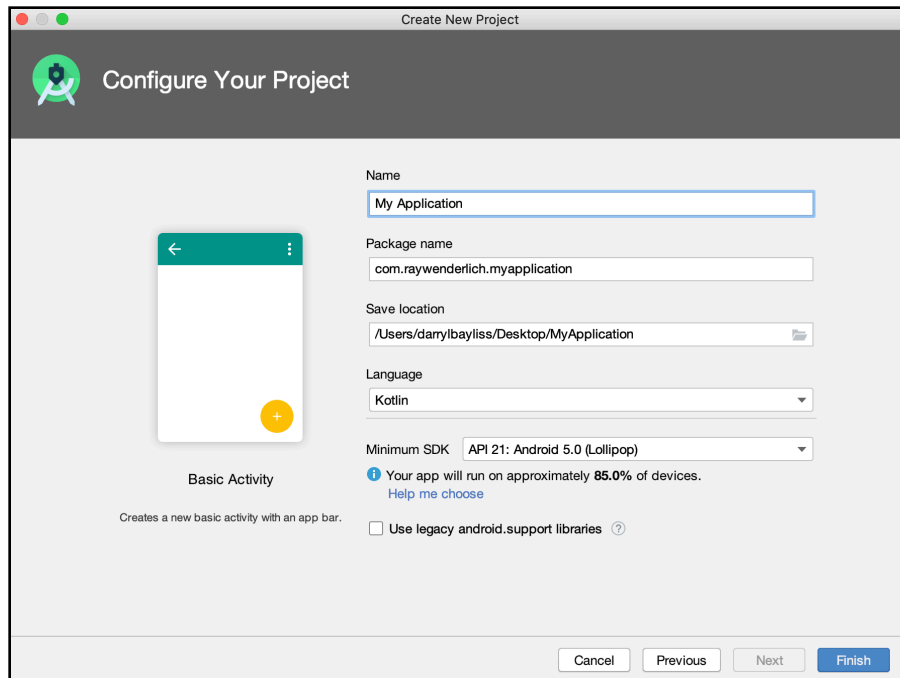 Create New Project
Configure Your Project
Name
My Application
Package name
com.raywenderlich.myapplication
Save location
/Users/darrylbayliss/Desktop/MyApplication
Language
Kotlin
Minimum SDK API 21: Android 5.0 (Lollipop)
i Your app will run on approximately 85.0% of devices.
Help me choose
Use legacy android.support libraries ?
Basic Activity
Creates a new basic activity with an app bar.
Cancel Previous Next Finish